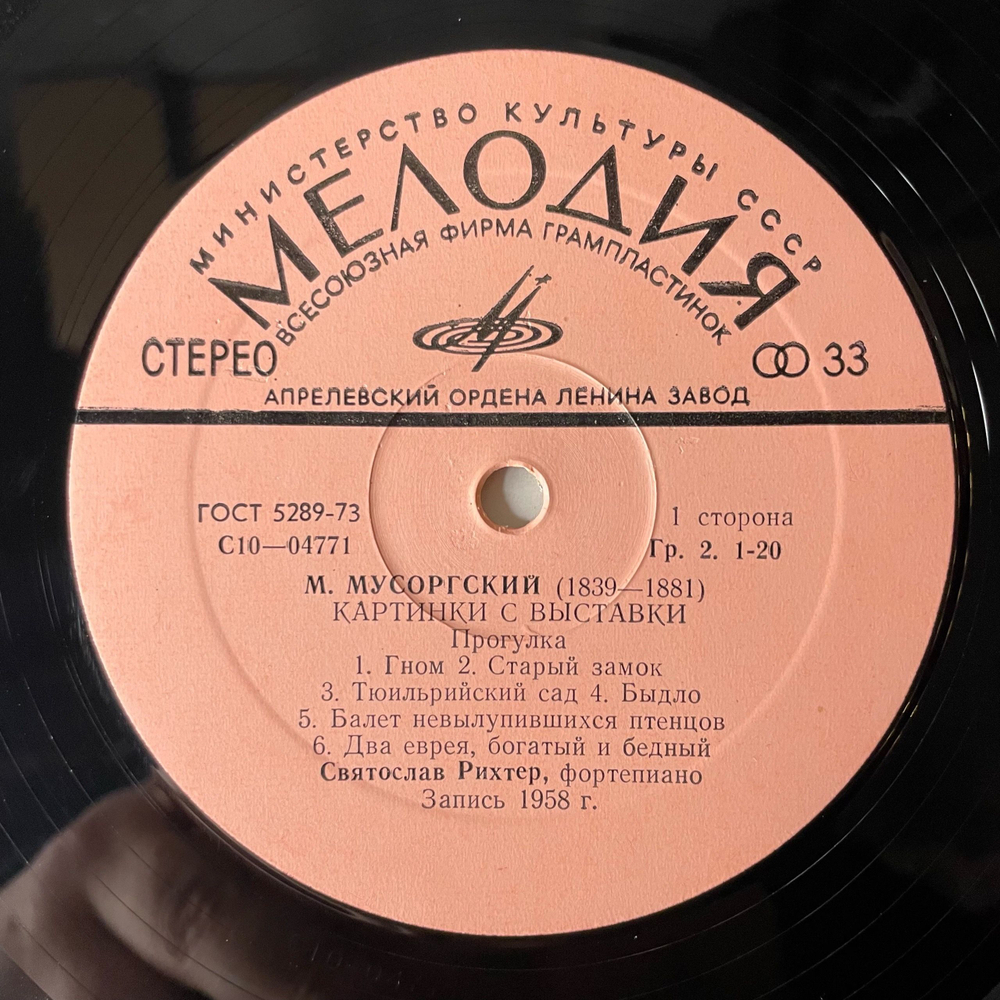 МИНИСТЕРСТВО КУЛЬТУРЫ СССР
МЕЛОДИЯ
ВСЕСОЮЗНАЯ ФИРМА ГРАМПЛАСТИНОК
СТЕРЕО
33
АПРЕЛЕВСКИЙ ОРДЕНА ЛЕНИНА ЗАВОД
ГОСТ 5289-73
1 сторона
С10—04771
Гр. 2. 1-20
М. МУСОРГСКИЙ (1839—1881)
КАРТИНКИ С ВЫСТАВКИ
Прогулка
1. Гном 2. Старый замок
3. Тюильрийский сад 4. Быдло
5. Балет невылупившихся птенцов
6. Два еврея, богатый и бедный
Святослав Рихтер, фортепиано
Запись 1958 г.